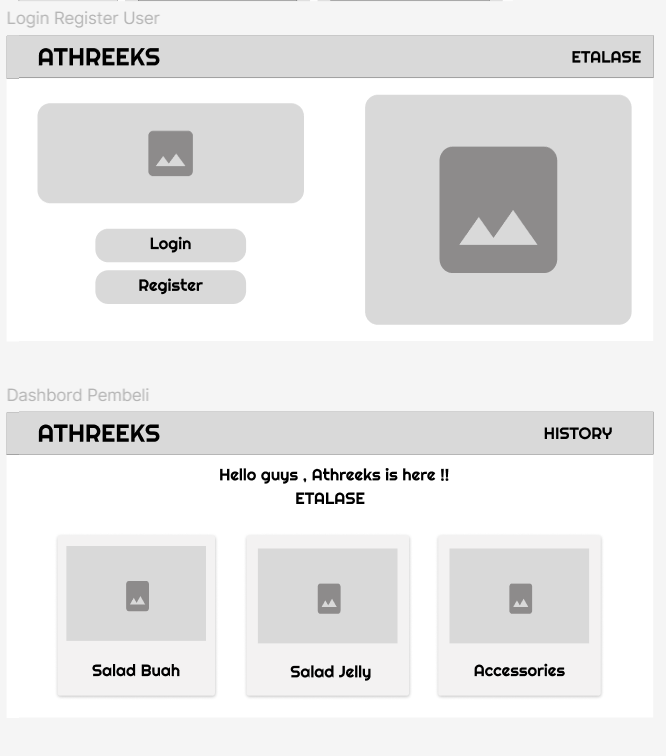 Login Register User
ATHREEKS
ETALASE
Login
Register
Dashbord Pembeli
ATHREEKS
HISTORY
Hello guys , Athreeks is here !!
ETALASE
Salad Buah
Salad Jelly
Accessories